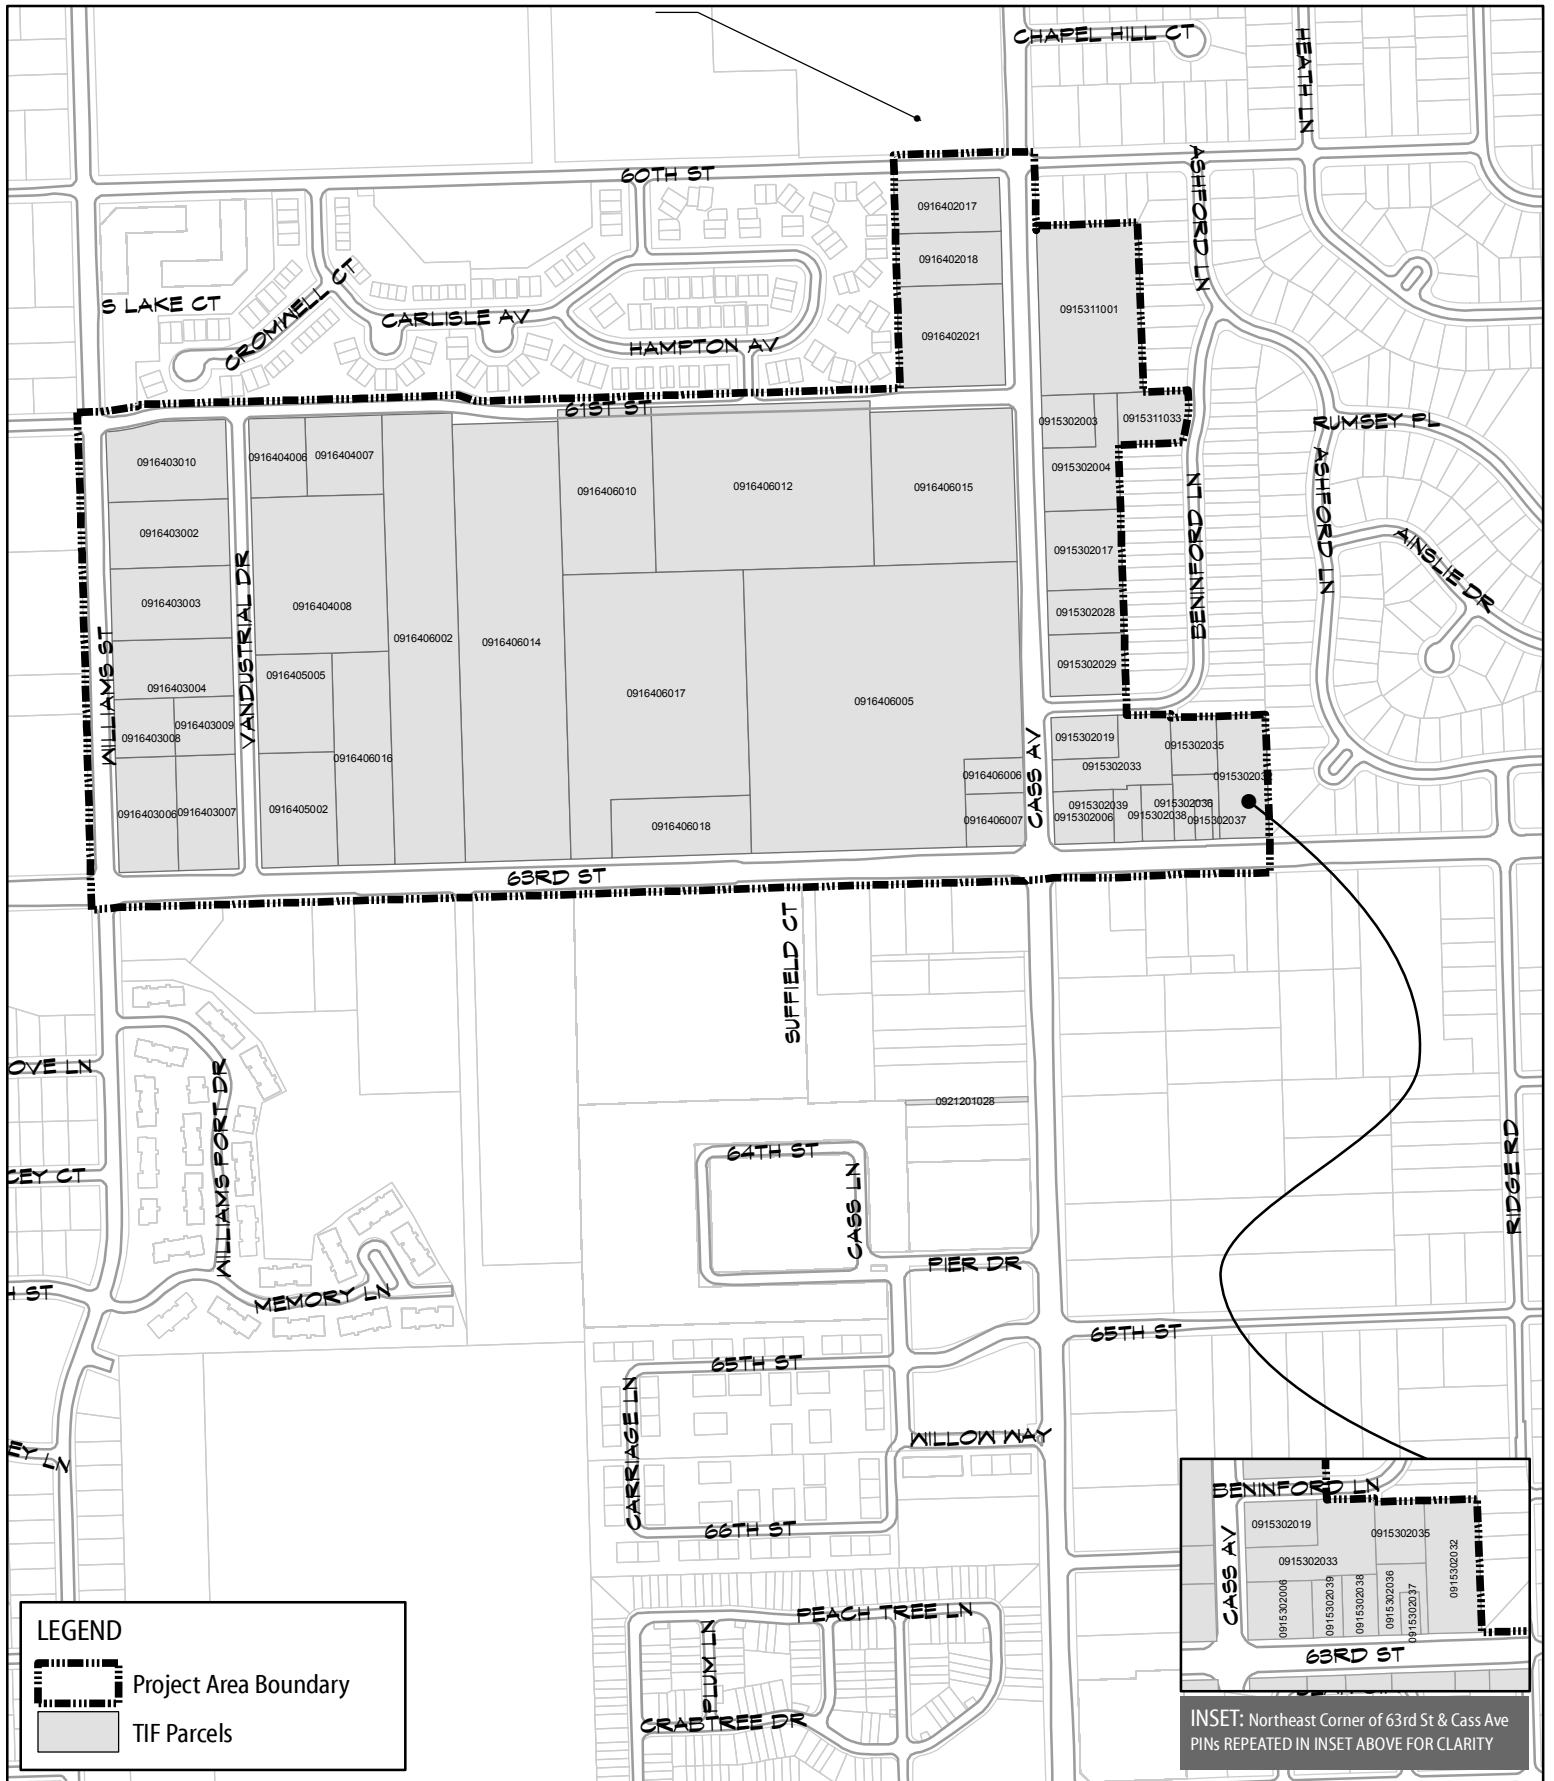 CHAPEL HILL CT
HEATH LN
60TH ST
ASHFORD LN
0916402017
0916402018
0916402021
0915311001
S LAKE CT
CROMWELL CT
CARLISLE AV
HAMPTON AV
61ST ST
0915302003
0915311033
RUMSEY PL
0916403010
0916404006
0916404007
0916406010
0916406012
0916406015
0915302004
ASHFORD LN
0916403002
0915302017
BENINFORD LN
AINSLIE DR
0916403003
0916404008
0915302028
WILLIAMS ST
VANDUSTRIAL DR
0916406002
0916406014
0915302029
0916403004
0916405005
0916406017
0916406005
0916403008
0916403009
0916406016
CASS AV
0915302019
0915302035
0915302033
0916406006
0916403006
0916403007
0916405002
0916406018
0916406007
0915302039
0915302006
0915302036
0915302038
0915302037
63RD ST
SUFFIELD CT
OVE LN
WILLIAMS PORT DR
0921201028
CEY CT
64TH ST
CASS LN
RIDGE RD
PIER DR
H ST
MEMORY LN
65TH ST
65TH ST
CARRIAGE LN
WILLOW WAY
EY LN
66TH ST
PEACH TREE LN
PLUM LN
CRABTREE DR
BENINFORD LN
CASS AV
0915302019
0915302035
0915302033
0915302032
0915302006
0915302039
0915302038
0915302036
0915302037
63RD ST
LEGEND
Project Area Boundary
TIF Parcels
INSET: Northeast Corner of 63rd St & Cass Ave
PINs REPEATED IN INSET ABOVE FOR CLARITY